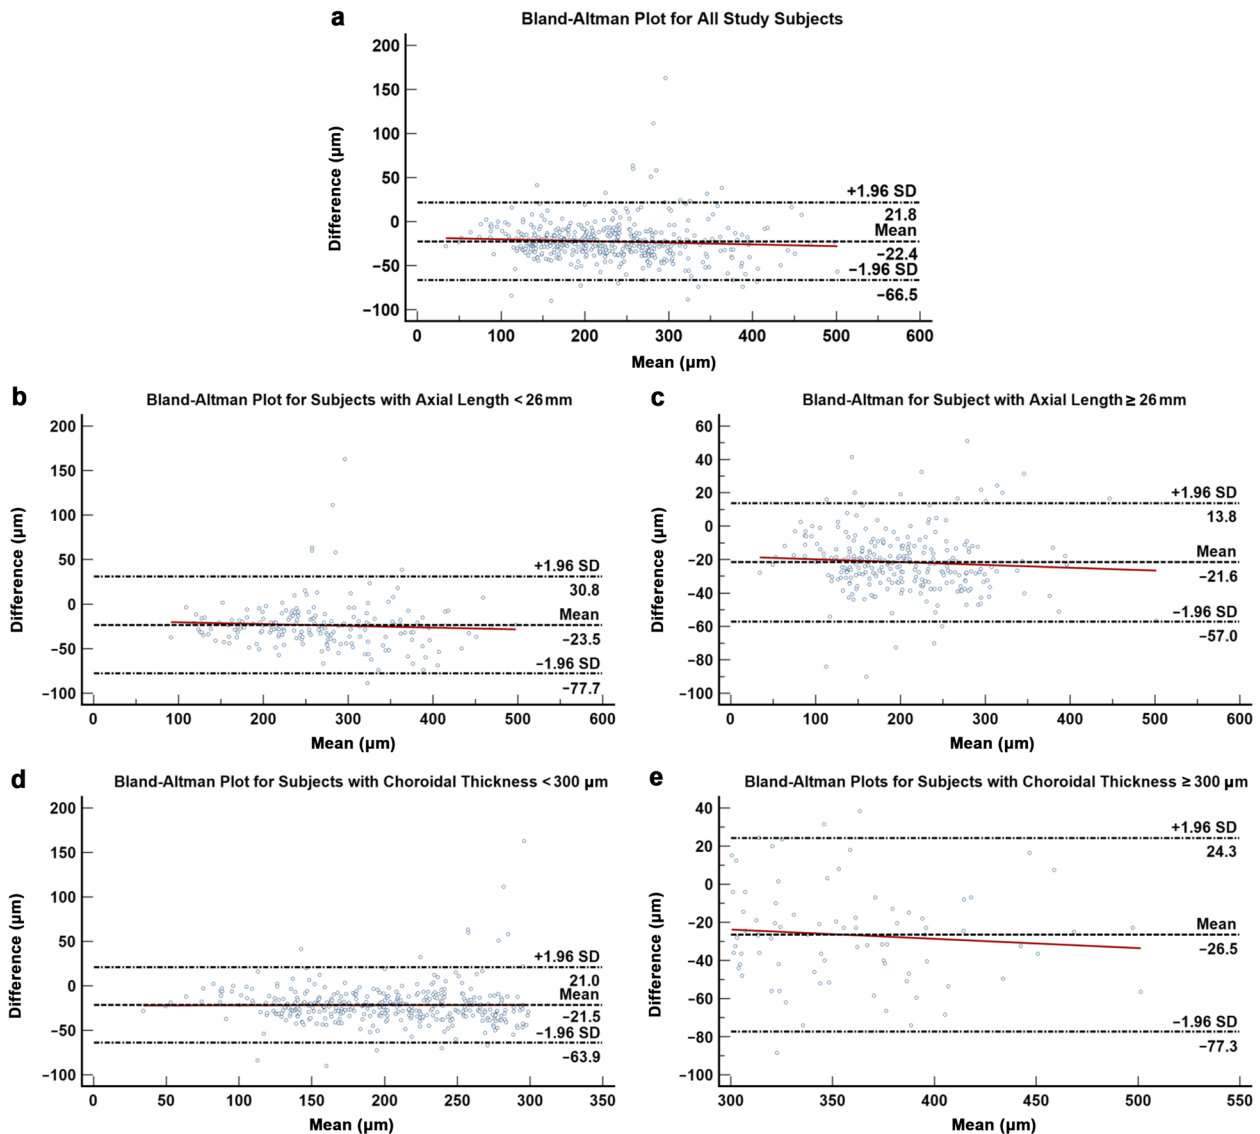 a
Bland-Altman Plot for All Study Subjects
200
150
100
50
0
−50
−100
Difference (µm)
+1.96 SD
21.8
Mean
−22.4
−1.96 SD
−66.5
0 100 200 300 400 500 600
Mean (µm)
b
Bland-Altman Plot for Subjects with Axial Length < 26 mm
200
150
100
50
0
−50
−100
Difference (µm)
+1.96 SD
30.8
Mean
−23.5
−1.96 SD
−77.7
0 100 200 300 400 500 600
Mean (µm)
c
Bland-Altman for Subject with Axial Length ≥ 26 mm
60
40
20
0
−20
−40
−60
−80
−100
Difference (µm)
+1.96 SD
13.8
Mean
−21.6
−1.96 SD
−57.0
0 100 200 300 400 500 600
Mean (µm)
d
Bland-Altman Plot for Subjects with Choroidal Thickness < 300 µm
200
150
100
50
0
−50
−100
Difference (µm)
+1.96 SD
21.0
Mean
−21.5
−1.96 SD
−63.9
0 50 100 150 200 250 300 350
Mean (µm)
e
Bland-Altman Plots for Subjects with Choroidal Thickness ≥ 300 µm
40
20
0
−20
−40
−60
−80
−100
Difference (µm)
+1.96 SD
24.3
Mean
−26.5
−1.96 SD
−77.3
300 350 400 450 500 550
Mean (µm)